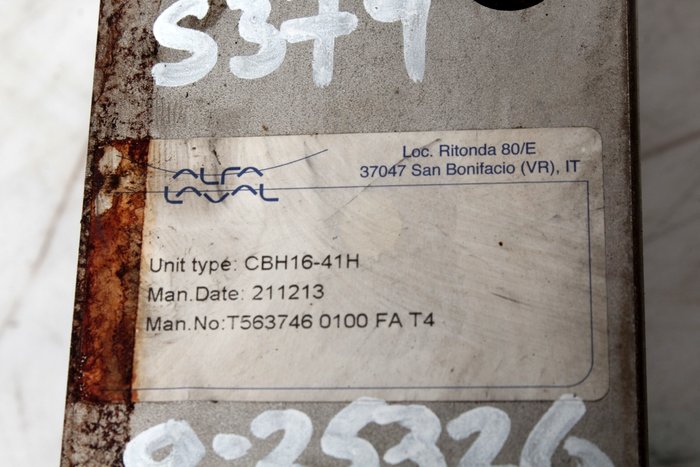 S379
ALFA
LAVAL
Loc. Ritonda 80/E
37047 San Bonifacio (VR), IT
Unit type: CBH16-41H
Man.Date: 211213
Man.No:T563746 0100 FA T4
9-25326